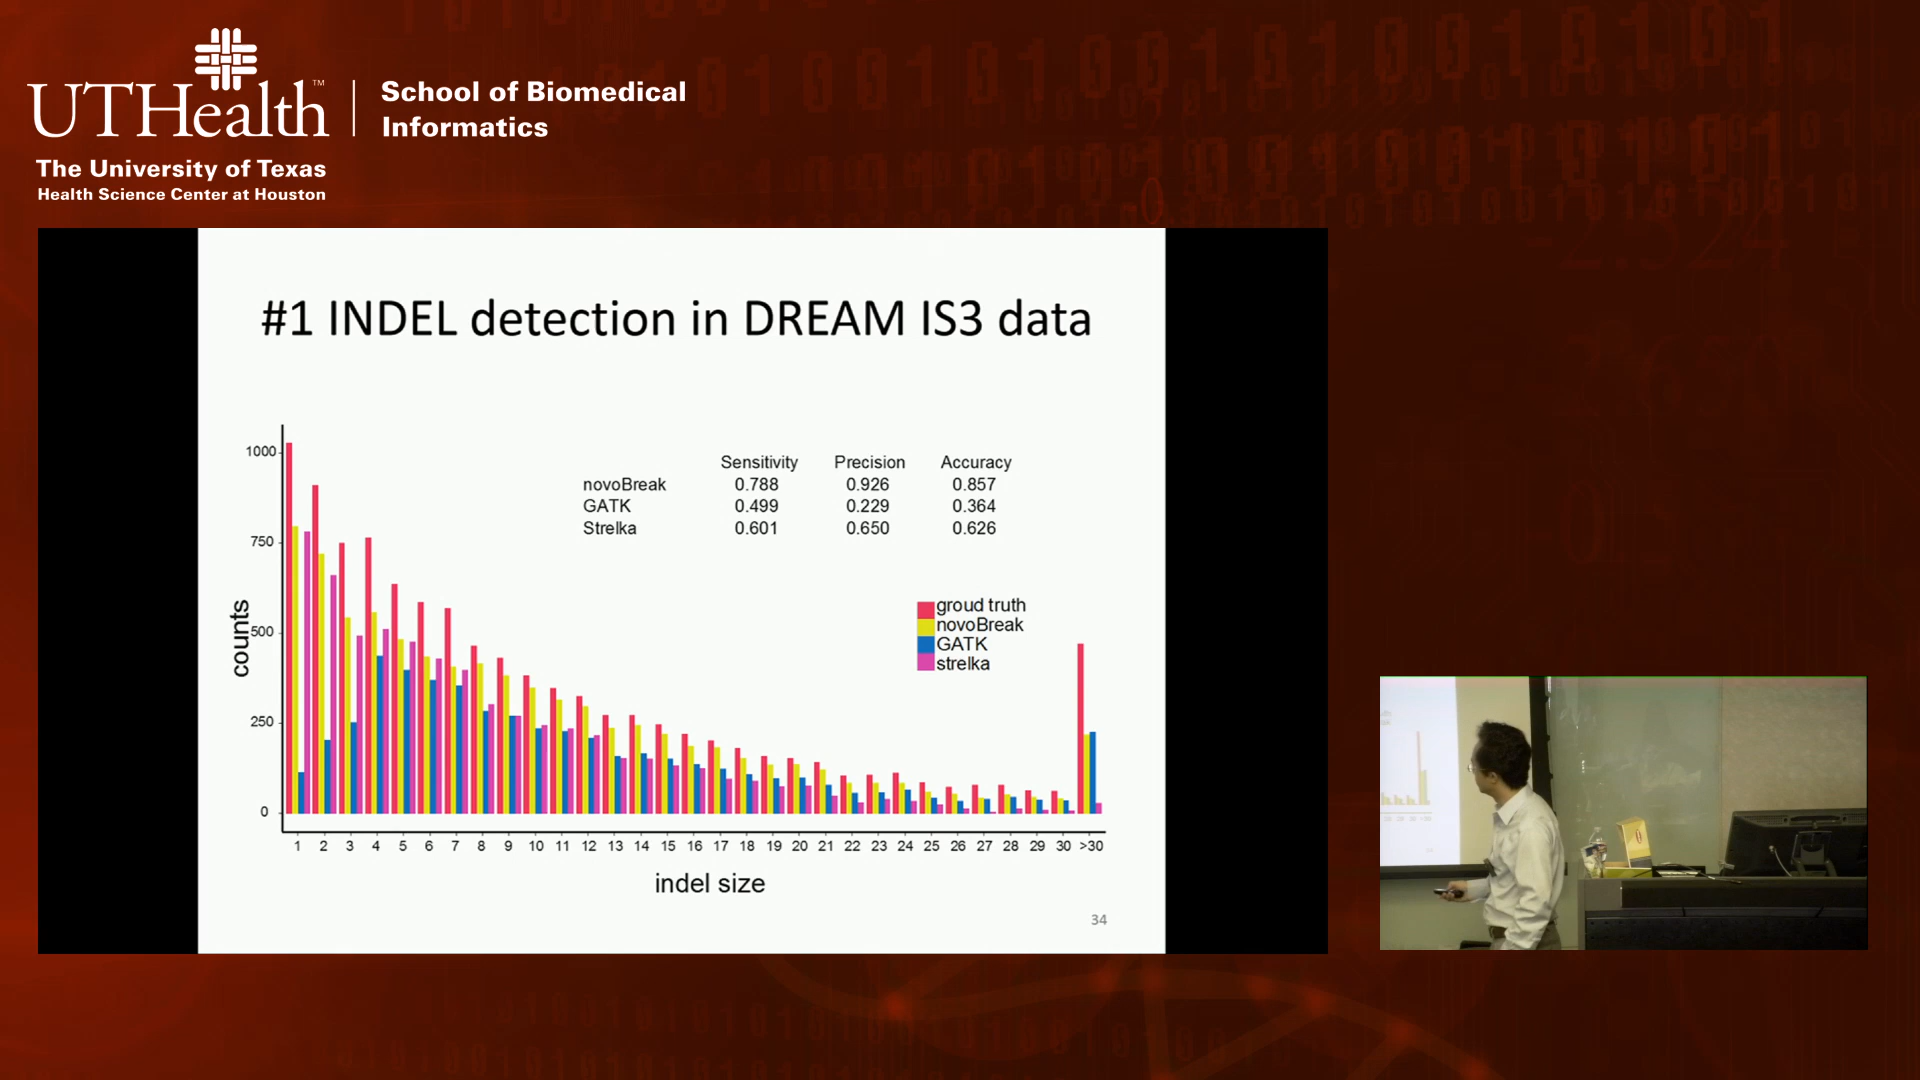 UTHealth™
School of Biomedical
Informatics
The University of Texas
Health Science Center at Houston
#1 INDEL detection in DREAM IS3 data
Sensitivity Precision Accuracy
novoBreak 0.788 0.926 0.857
GATK 0.499 0.229 0.364
Strelka 0.601 0.650 0.626
groud truth
novoBreak
GATK
strelka
counts
1000
750
500
250
0
1 2 3 4 5 6 7 8 9 10 11 12 13 14 15 16 17 18 19 20 21 22 23 24 25 26 27 28 29 30 >30
indel size
34